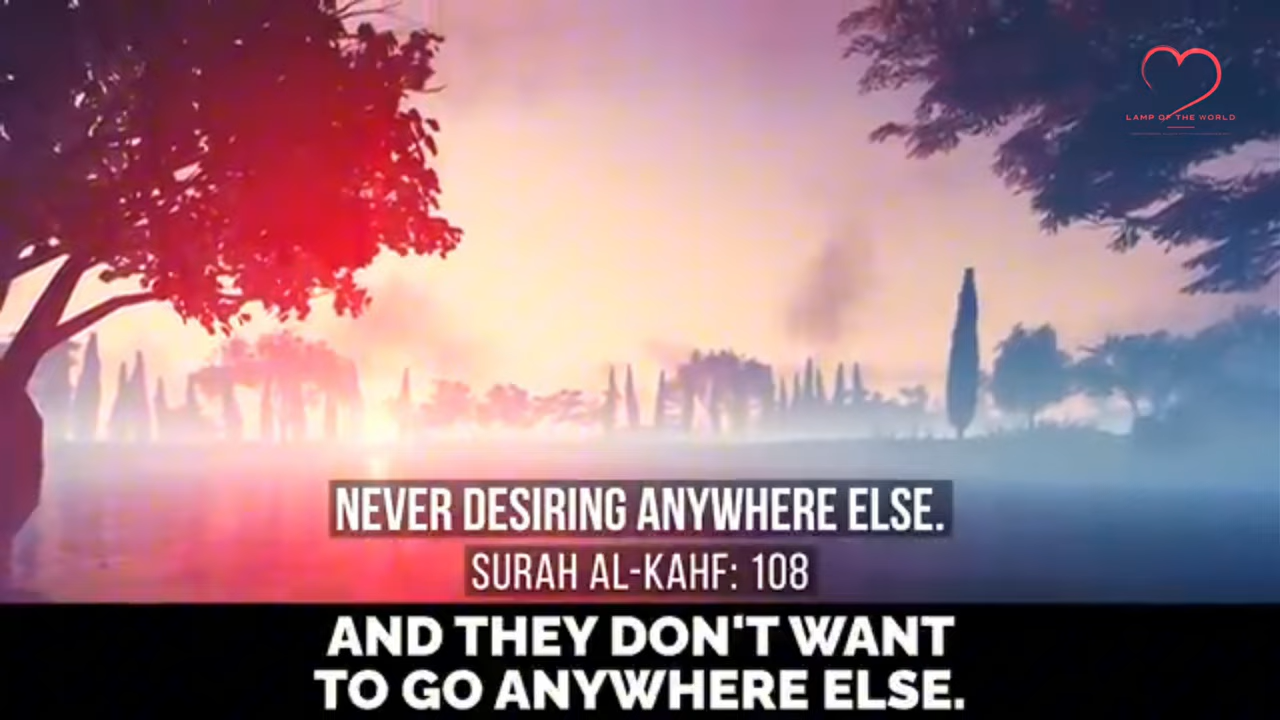 LAMP OF THE WORLD
NEVER DESIRING ANYWHERE ELSE.
SURAH AL-KAHF: 108
AND THEY DON'T WANT
TO GO ANYWHERE ELSE.